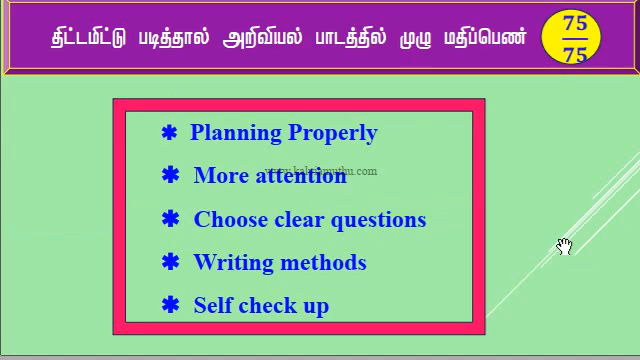 திட்டமிட்டு படித்தால் அறிவியல் பாடத்தில் முழு மதிப்பெண்
75
75
✱ Planning Properly
✱ More attention
✱ Choose clear questions
✱ Writing methods
✱ Self check up